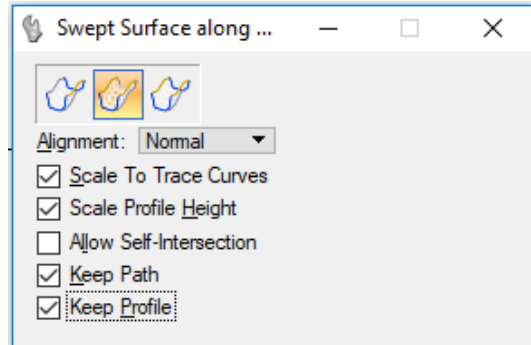 Swept Surface along ...
Alignment: Normal
Scale To Trace Curves
Scale Profile Height
Allow Self-Intersection
Keep Path
Keep Profile